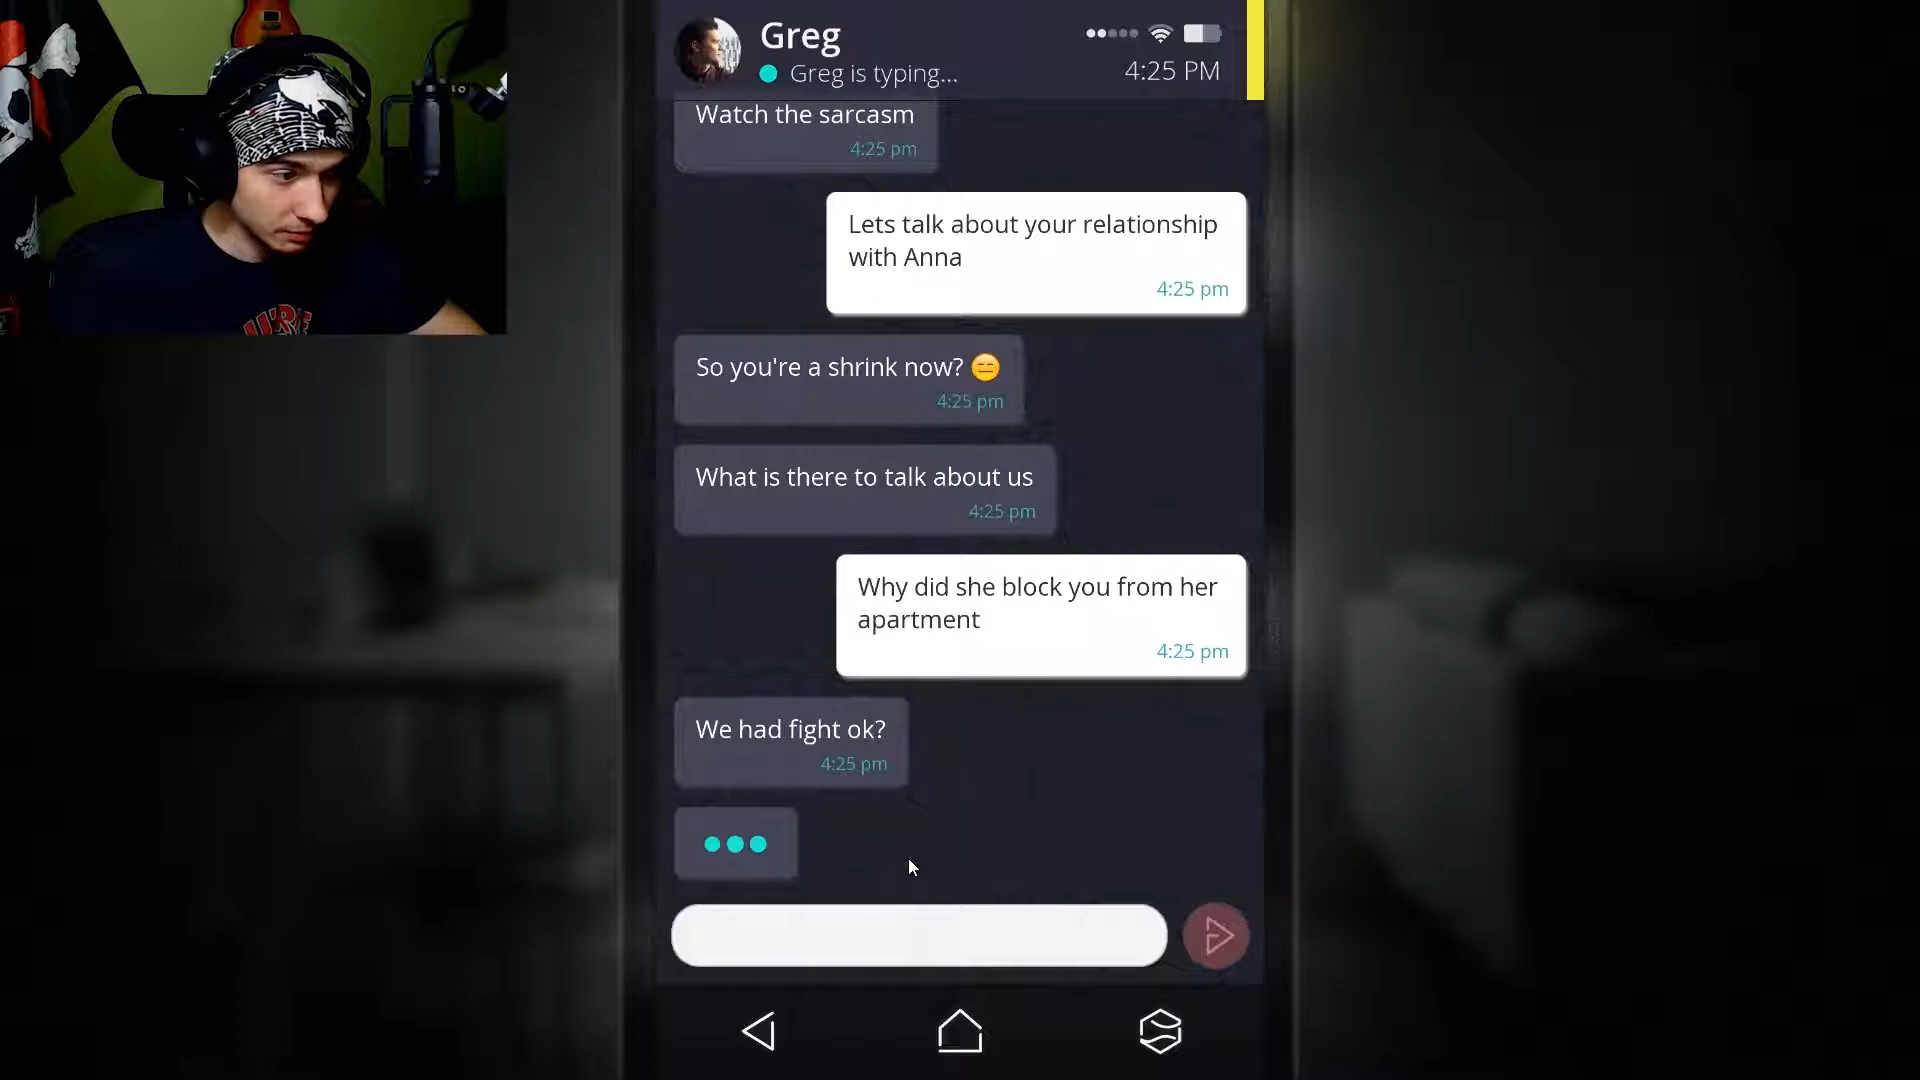 Greg
Greg is typing...
4:25 PM
Watch the sarcasm
4:25 pm
Lets talk about your relationship
with Anna
4:25 pm
So you're a shrink now? 😑
4:25 pm
What is there to talk about us
4:25 pm
Why did she block you from her
apartment
4:25 pm
We had fight ok?
4:25 pm